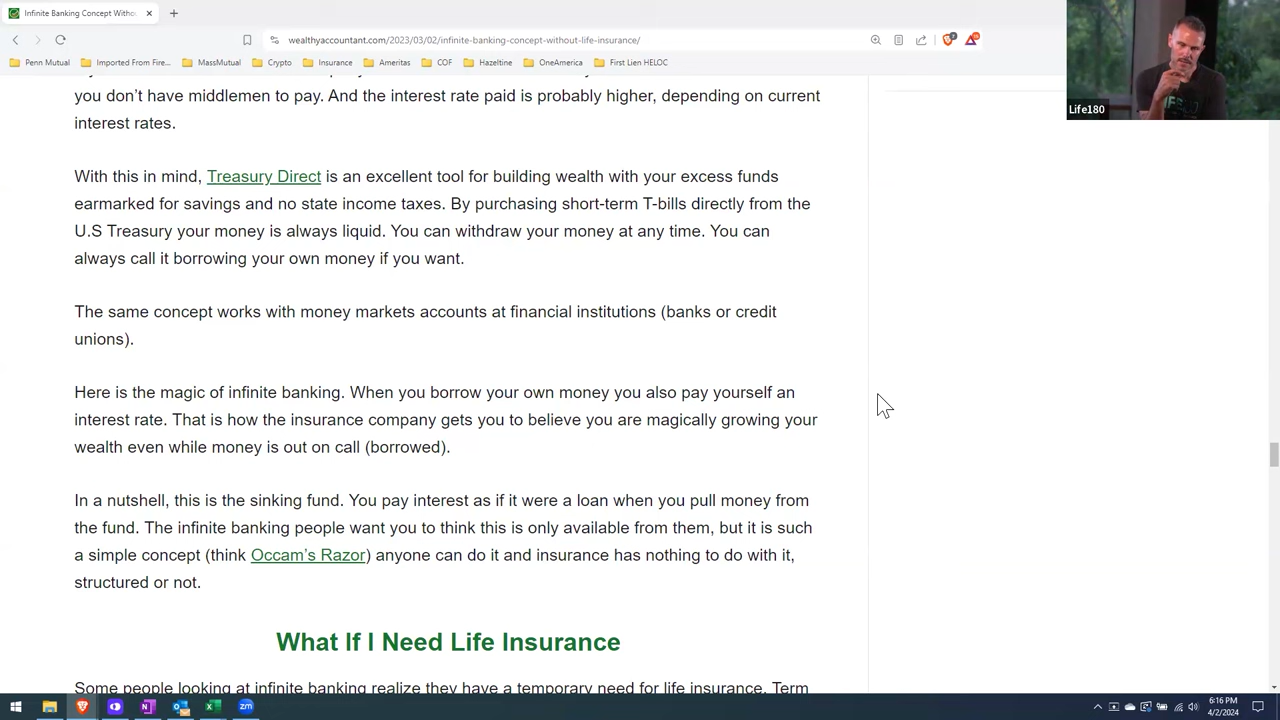 Infinite Banking Concept Withou
wealthyaccountant.com/2023/03/02/infinite-banking-concept-without-life-insurance/
Penn Mutual
Imported From Fire...
MassMutual
Crypto
Insurance
Ameritas
COF
Hazeltine
OneAmerica
First Lien HELOC
Life180
you don't have middlemen to pay. And the interest rate paid is probably higher, depending on current
interest rates.
With this in mind, Treasury Direct is an excellent tool for building wealth with your excess funds
earmarked for savings and no state income taxes. By purchasing short-term T-bills directly from the
U.S Treasury your money is always liquid. You can withdraw your money at any time. You can
always call it borrowing your own money if you want.
The same concept works with money markets accounts at financial institutions (banks or credit
unions).
Here is the magic of infinite banking. When you borrow your own money you also pay yourself an
interest rate. That is how the insurance company gets you to believe you are magically growing your
wealth even while money is out on call (borrowed).
In a nutshell, this is the sinking fund. You pay interest as if it were a loan when you pull money from
the fund. The infinite banking people want you to think this is only available from them, but it is such
a simple concept (think Occam's Razor) anyone can do it and insurance has nothing to do with it,
structured or not.
What If I Need Life Insurance
Some people looking at infinite banking realize they have a temporary need for life insurance. Term
6:16 PM
4/2/2024